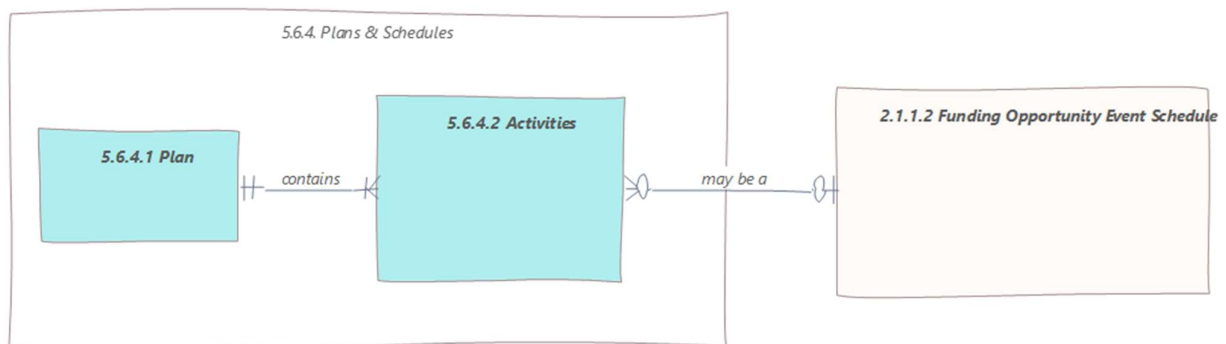 5.6.4. Plans & Schedules
5.6.4.1 Plan
contains
5.6.4.2 Activities
may be a
2.1.1.2 Funding Opportunity Event Schedule